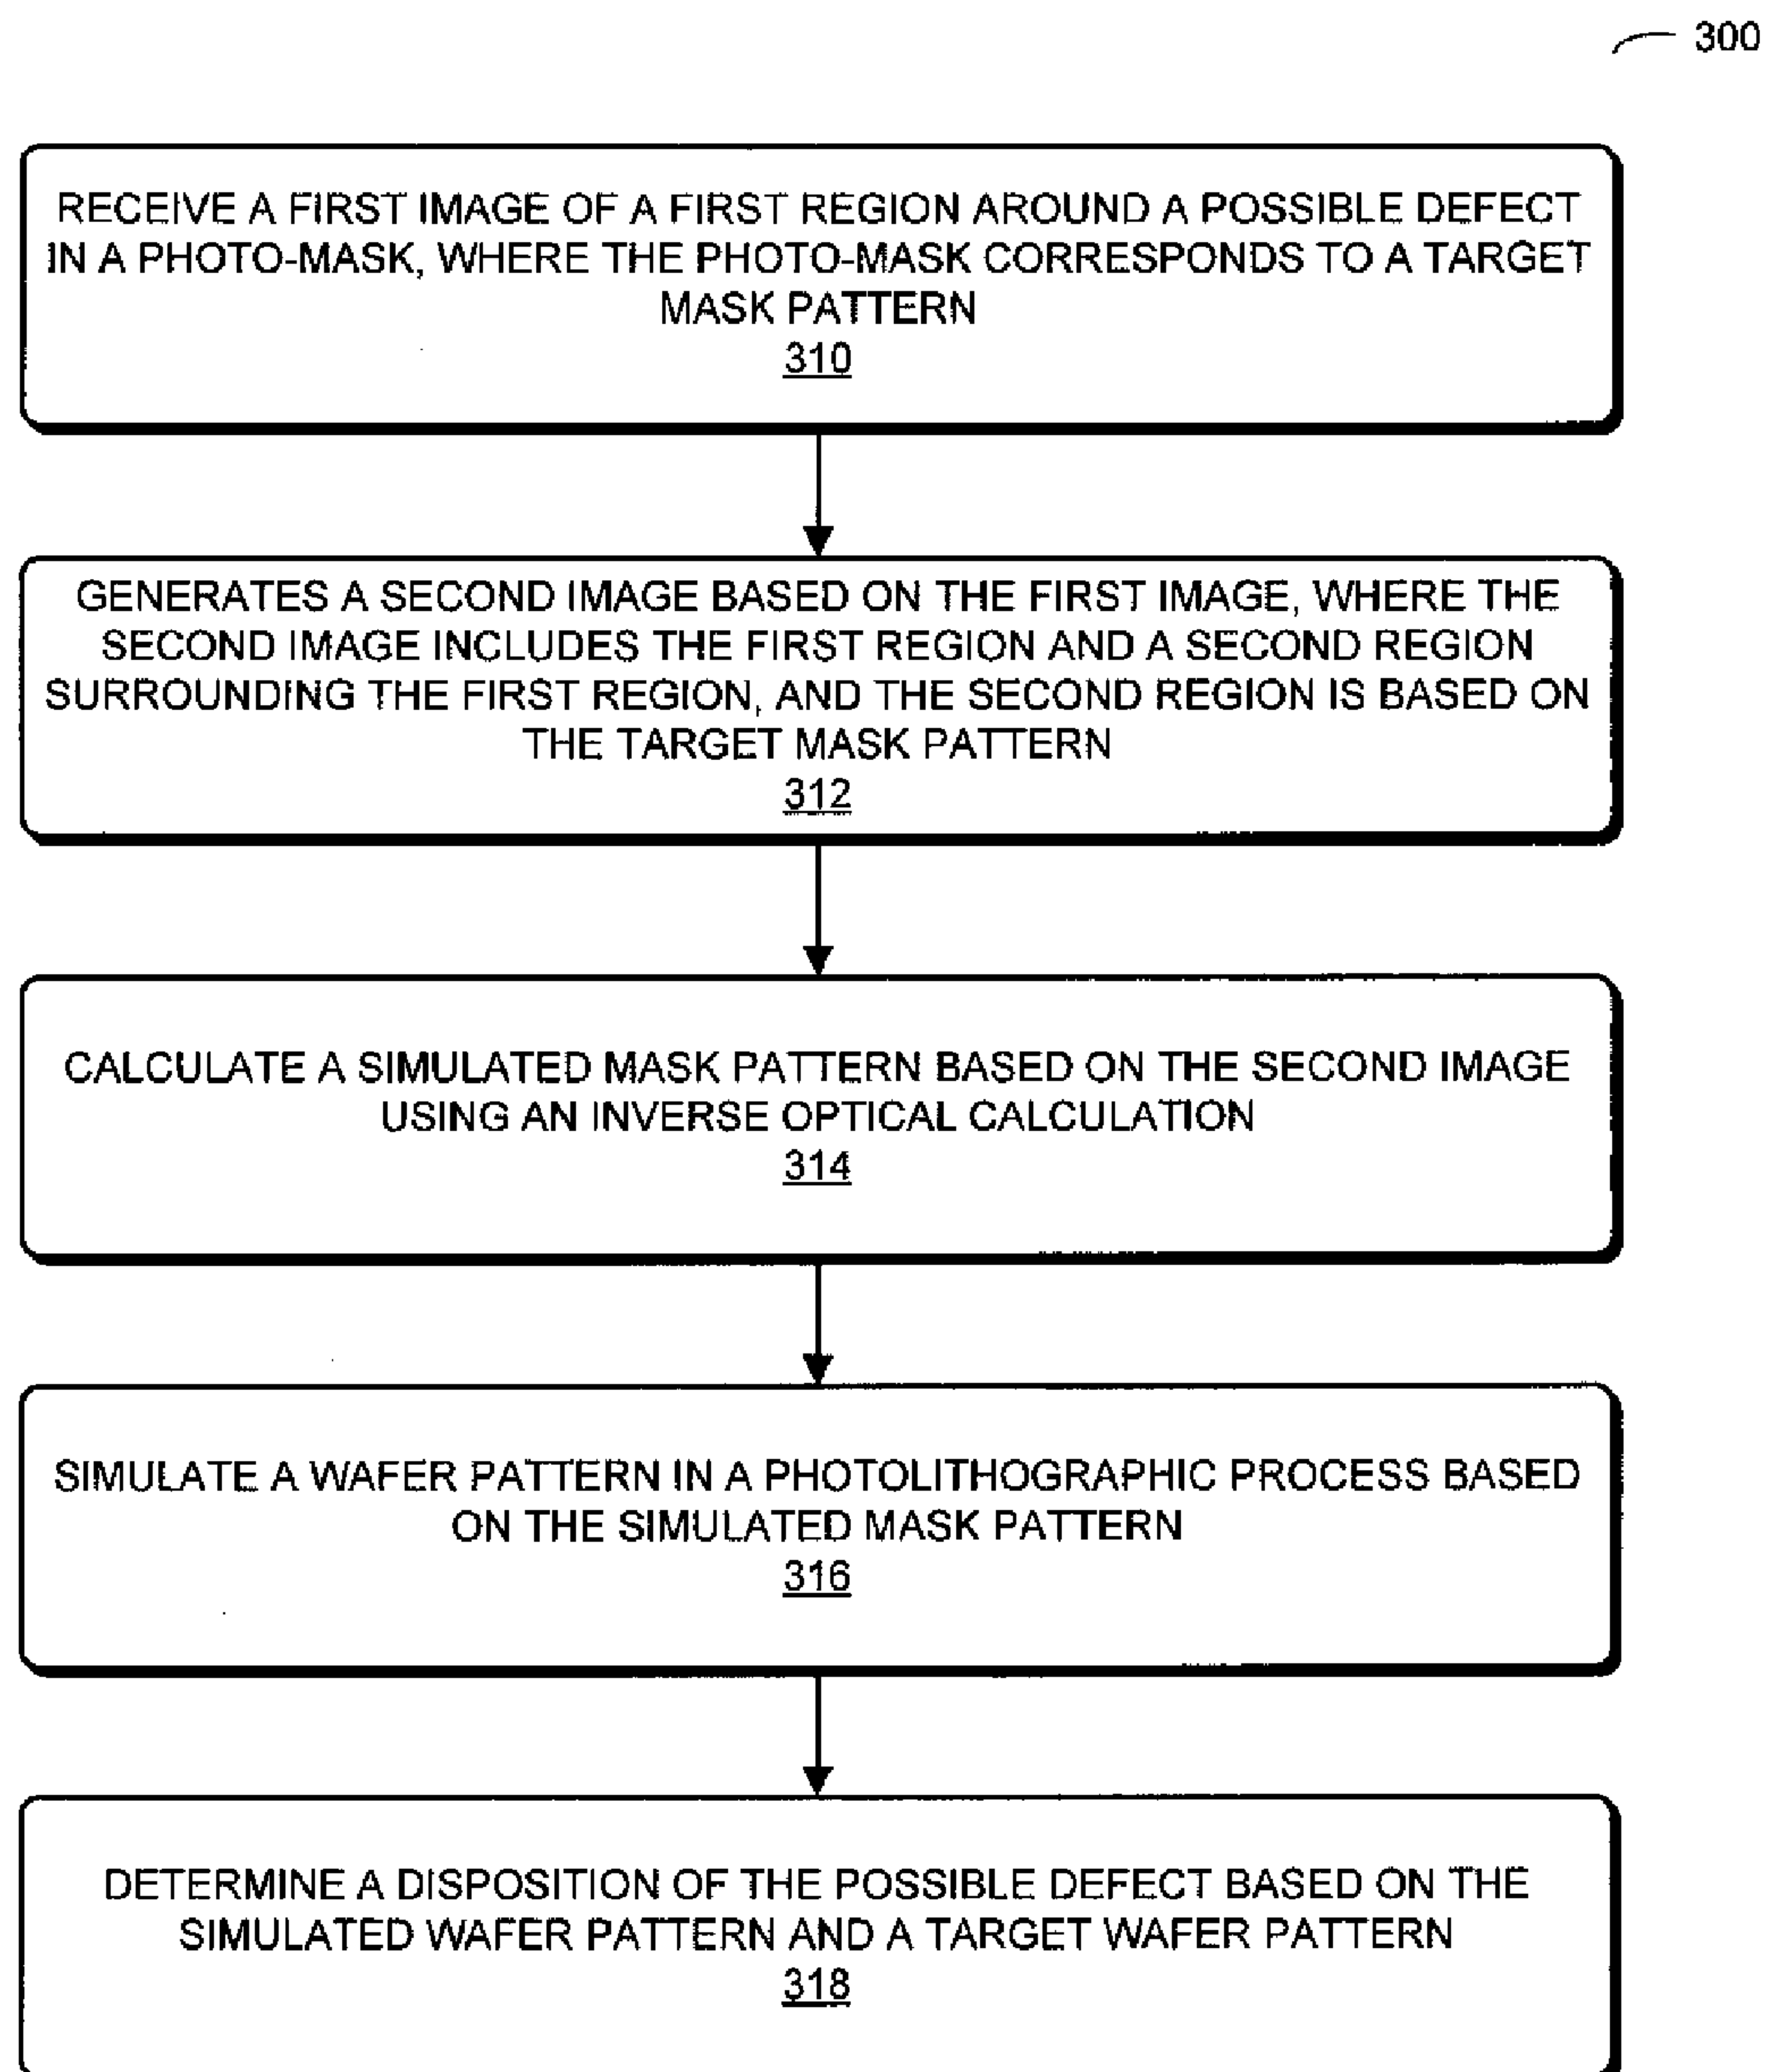 300
RECEIVE A FIRST IMAGE OF A FIRST REGION AROUND A POSSIBLE DEFECT
IN A PHOTO-MASK, WHERE THE PHOTO-MASK CORRESPONDS TO A TARGET
MASK PATTERN
310
GENERATES A SECOND IMAGE BASED ON THE FIRST IMAGE, WHERE THE
SECOND IMAGE INCLUDES THE FIRST REGION AND A SECOND REGION
SURROUNDING THE FIRST REGION, AND THE SECOND REGION IS BASED ON
THE TARGET MASK PATTERN
312
CALCULATE A SIMULATED MASK PATTERN BASED ON THE SECOND IMAGE
USING AN INVERSE OPTICAL CALCULATION
314
SIMULATE A WAFER PATTERN IN A PHOTOLITHOGRAPHIC PROCESS BASED
ON THE SIMULATED MASK PATTERN
316
DETERMINE A DISPOSITION OF THE POSSIBLE DEFECT BASED ON THE
SIMULATED WAFER PATTERN AND A TARGET WAFER PATTERN
318